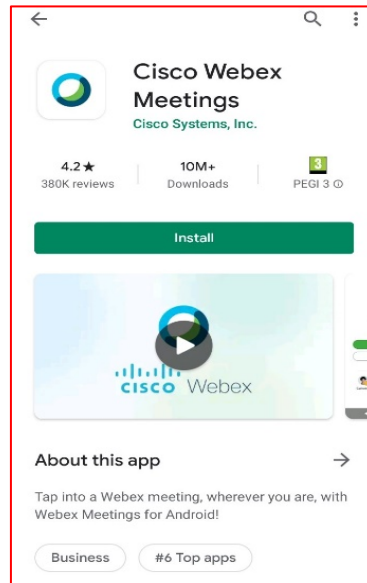 Cisco Webex
Meetings
Cisco Systems, Inc.
4.2★ 10M+ 3
380K reviews Downloads PEGI 3
Install
cisco Webex
About this app
Tap into a Webex meeting, wherever you are, with
Webex Meetings for Android!
Business #6 Top apps